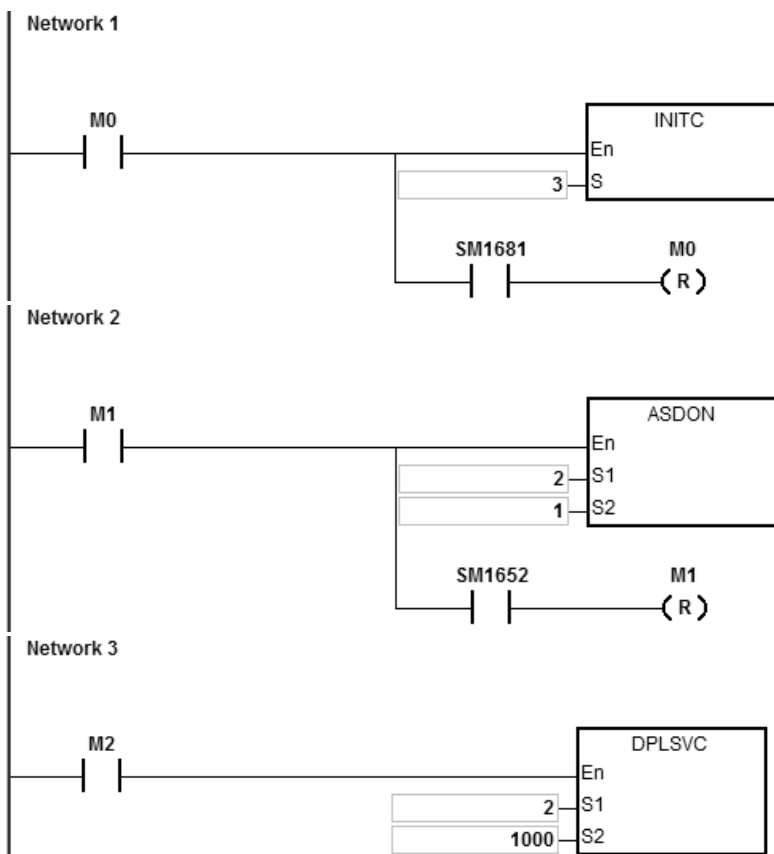 Network 1
M0
INITC
En
3
S
SM1681
M0
( R )
Network 2
M1
ASDON
En
2
S1
1
S2
SM1652
M1
( R )
Network 3
M2
DPLSVC
En
2
S1
1000
S2